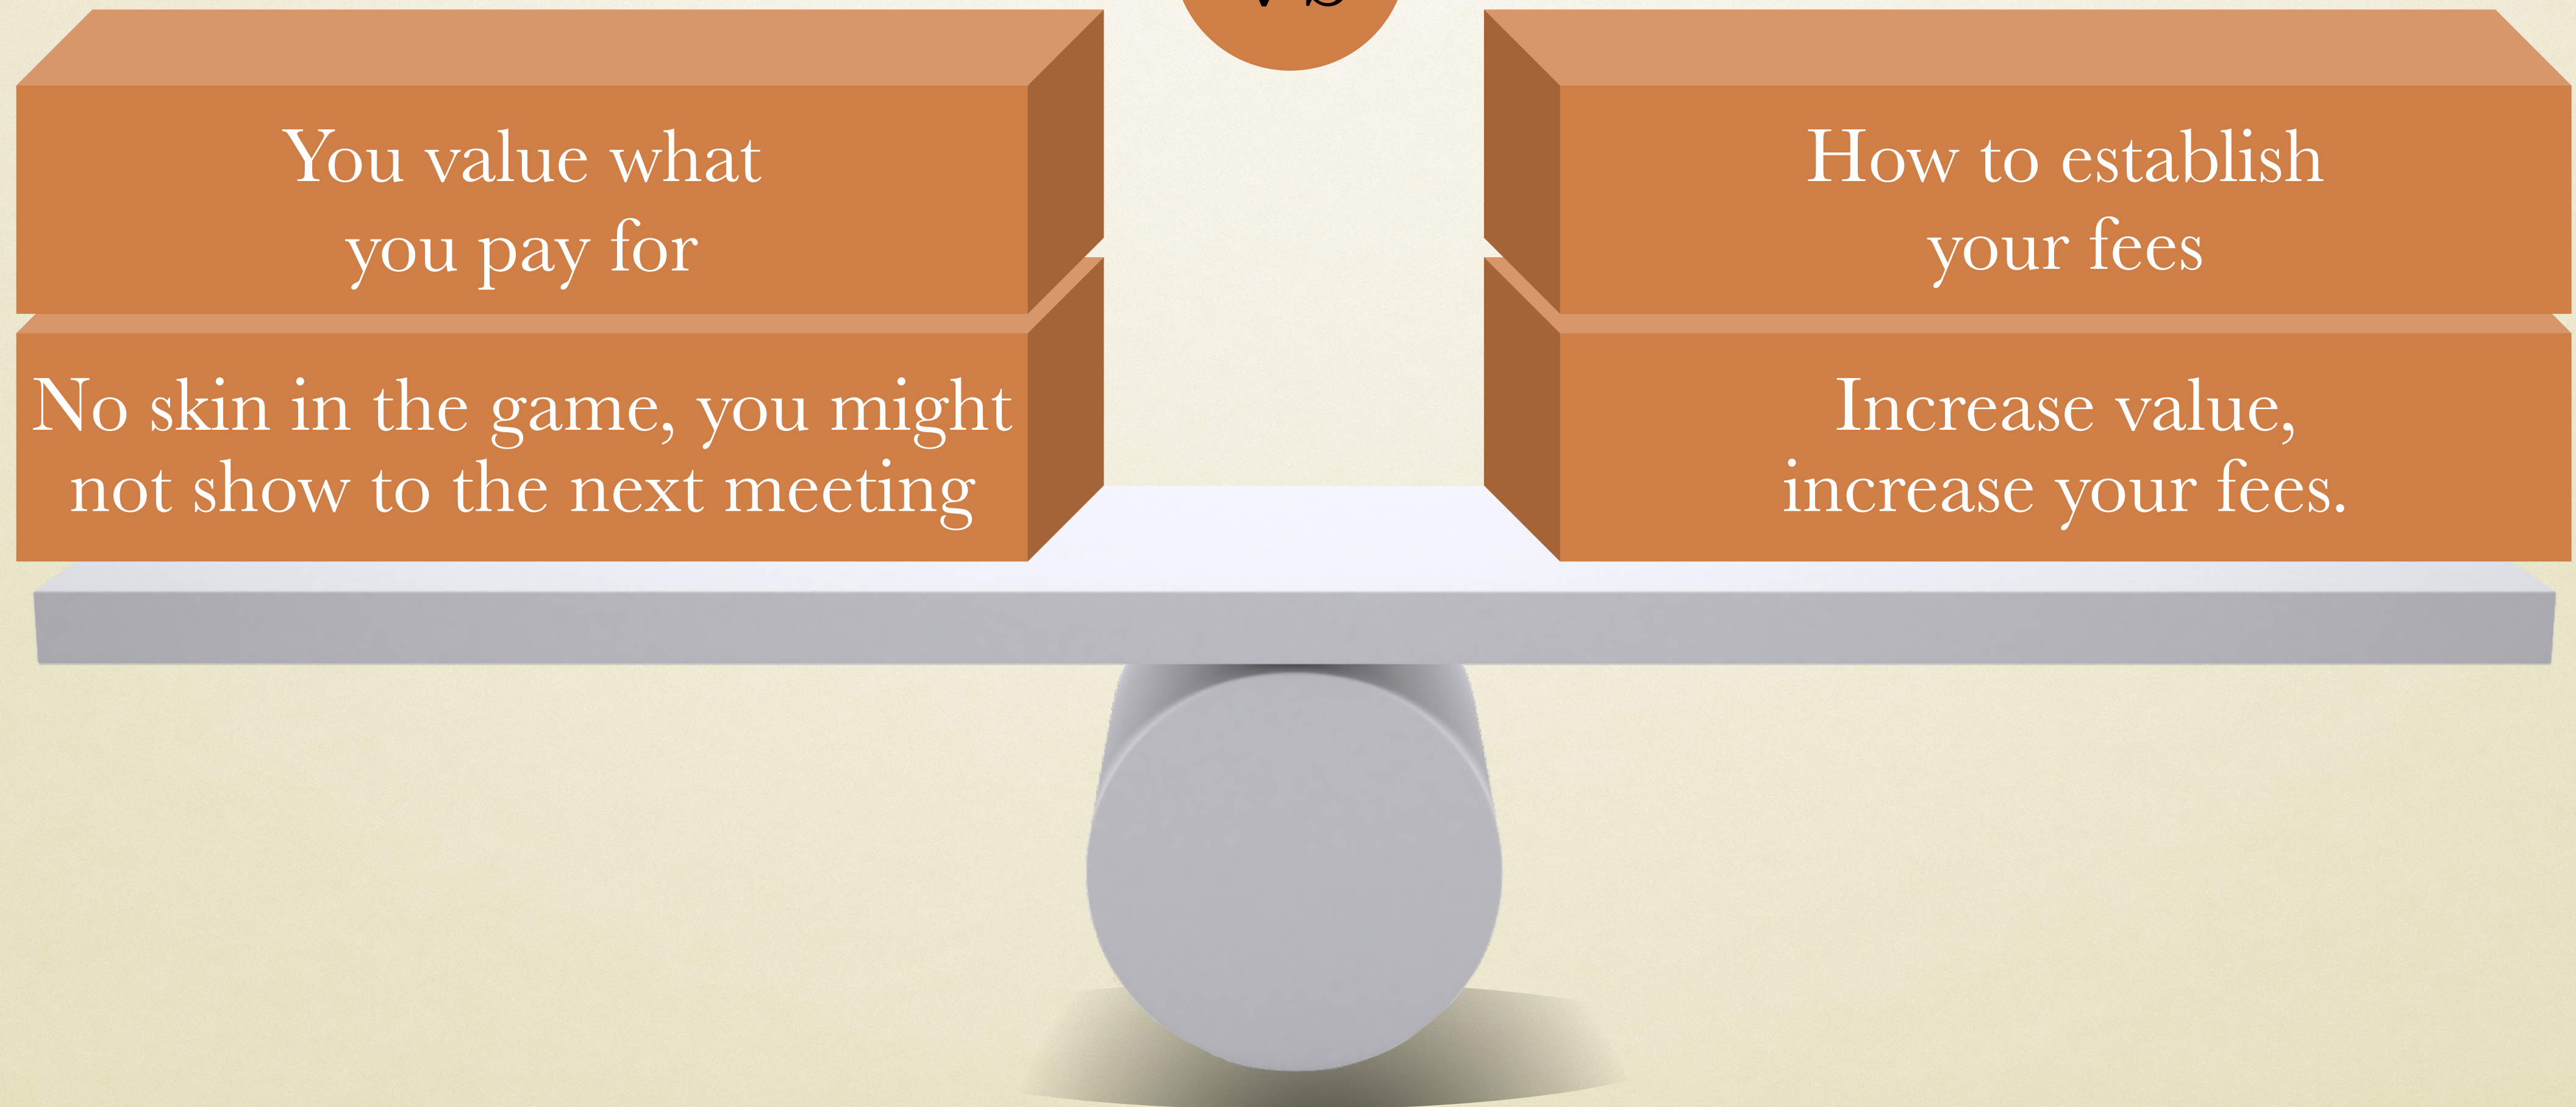 You value what
you pay for
No skin in the game, you might
not show to the next meeting
How to establish
your fees
Increase value,
increase your fees.